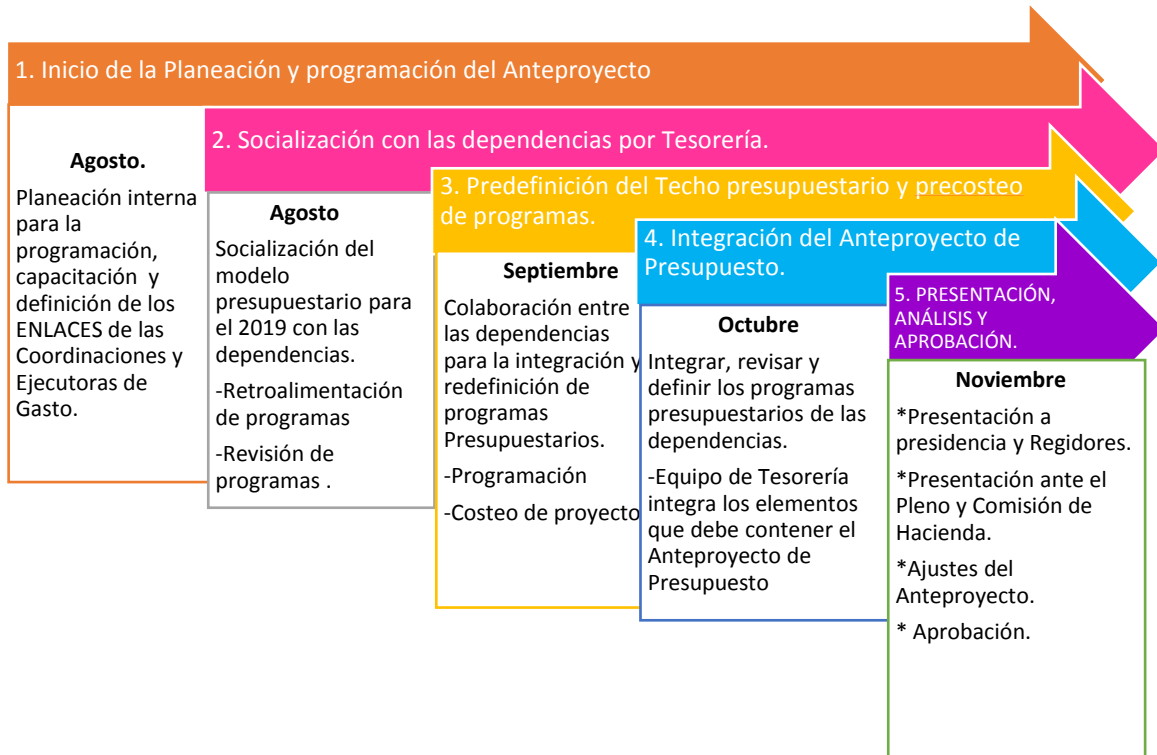 1. Inicio de la Planeación y programación del Anteproyecto
Agosto.
Planeación interna
para la
programación,
capacitación y
definición de los
ENLACES de las
Coordinaciones y
Ejecutoras de
Gasto.
2. Socialización con las dependencias por Tesorería.
Agosto
Socialización del
modelo
presupuestario para
el 2019 con las
dependencias.
-Retroalimentación
de programas
-Revisión de
programas .
3. Predefinición del Techo presupuestario y precosteo
de programas.
Septiembre
Colaboración entre
las dependencias
para la integración y
redefinición de
programas
Presupuestarios.
-Programación
-Costeo de proyecto
4. Integración del Anteproyecto de
Presupuesto.
Octubre
Integrar, revisar y
definir los programas
presupuestarios de las
dependencias.
-Equipo de Tesorería
integra los elementos
que debe contener el
Anteproyecto de
Presupuesto
5. PRESENTACIÓN,
ANÁLISIS Y
APROBACIÓN.
Noviembre
*Presentación a
presidencia y Regidores.
*Presentación ante el
Pleno y Comisión de
Hacienda.
*Ajustes del
Anteproyecto.
* Aprobación.